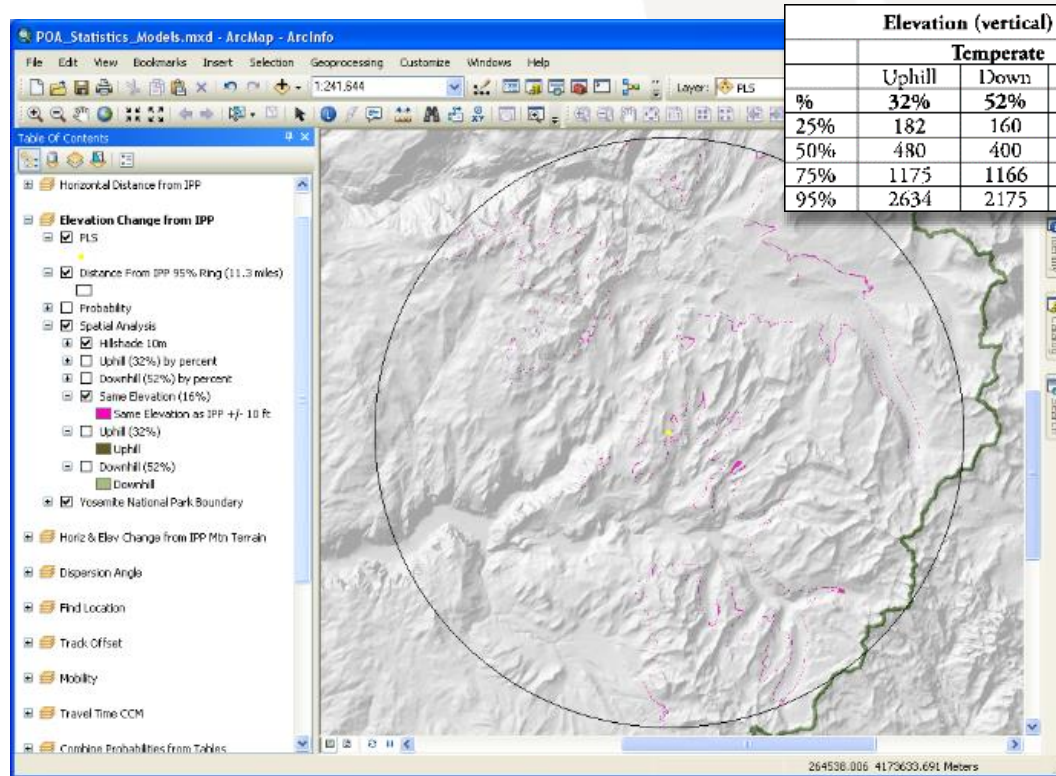 POA_Statistics_Models.mxd - ArcMap - ArcInfo
File Edit View Bookmarks Insert Selection Geoprocessing Customize Windows Help
1:241,644
Layer: PLS
Table Of Contents
Horizontal Distance from IPP
Elevation Change from IPP
PLS
Distance From IPP 95% Ring (11.3 miles)
Probability
Spatial Analysis
Hillshade 10m
Uphill (32%) by percent
Downhill (52%) by percent
Same Elevation (16%)
Same Elevation as IPP +/- 10 ft
Uphill (32%)
Uphill
Downhill (52%)
Downhill
Yosemite National Park Boundary
Horiz & Elev Change from IPP Mtn Terrain
Dispersion Angle
Find Location
Track Offset
Mobility
Travel Time CCM
Combine Probabilities from Tables
264538.006 4173633.691 Meters
Elevation (vertical)
Temperate
Uphill Down
% 32% 52%
25% 182 160
50% 480 400
75% 1175 1166
95% 2634 2175